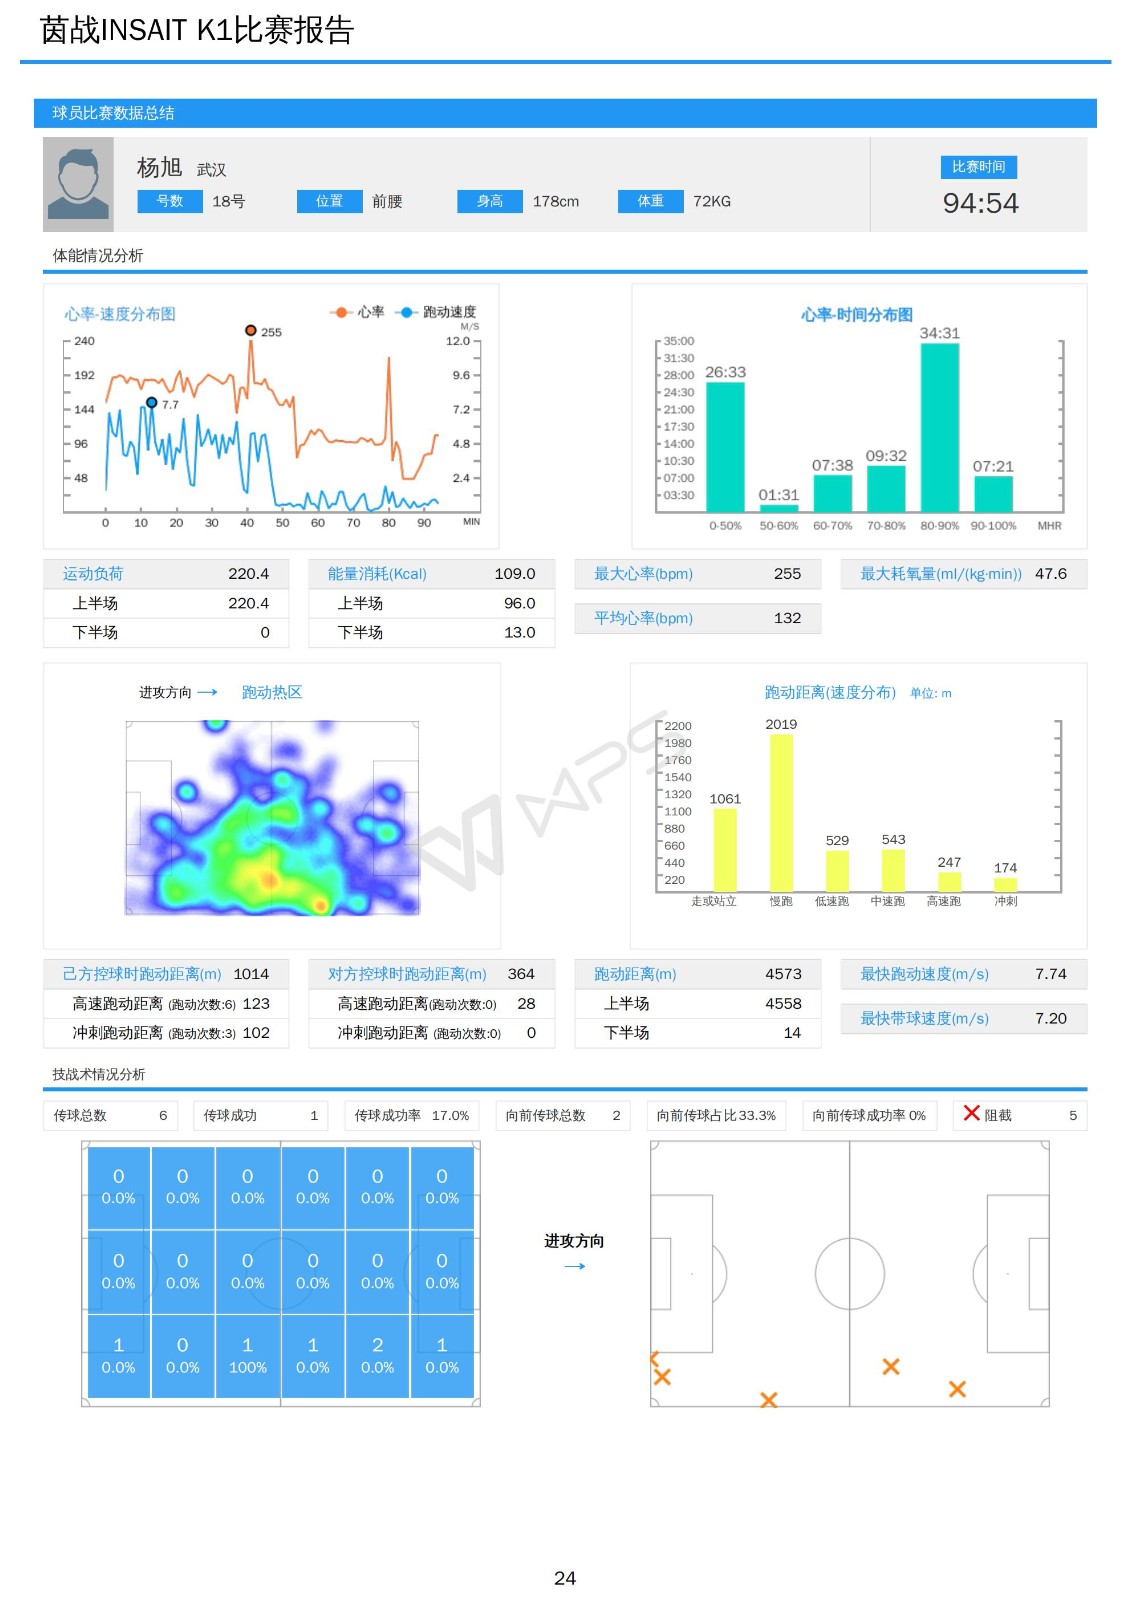 茵战INSAIT K1比赛报告
球员比赛数据总结
杨旭 武汉
号数 18号 位置 前腰 身高 178cm 体重 72KG
比赛时间
94:54
体能情况分析
心率-速度分布图
心率 跑动速度
M/S
255
7.7
240
192
144
96
48
12.0
9.6
7.2
4.8
2.4
0 10 20 30 40 50 60 70 80 90 MIN
心率-时间分布图
35:00
31:30
28:00
24:30
21:00
17:30
14:00
10:30
07:00
03:30
26:33 01:31 07:38 09:32 34:31 07:21
0-50% 50-60% 60-70% 70-80% 80-90% 90-100% MHR
运动负荷 220.4
上半场 220.4
下半场 0
能量消耗(Kcal) 109.0
上半场 96.0
下半场 13.0
最大心率(bpm) 255
平均心率(bpm) 132
最大耗氧量(ml/(kg·min)) 47.6
进攻方向 → 跑动热区
跑动距离(速度分布) 单位: m
2200
1980
1760
1540
1320
1100
880
660
440
220
1061 2019 529 543 247 174
走或站立 慢跑 低速跑 中速跑 高速跑 冲刺
WPS
己方控球时跑动距离(m) 1014
高速跑动距离 (跑动次数:6) 123
冲刺跑动距离 (跑动次数:3) 102
对方控球时跑动距离(m) 364
高速跑动距离(跑动次数:0) 28
冲刺跑动距离 (跑动次数:0) 0
跑动距离(m) 4573
上半场 4558
下半场 14
最快跑动速度(m/s) 7.74
最快带球速度(m/s) 7.20
技战术情况分析
传球总数 6 传球成功 1 传球成功率 17.0% 向前传球总数 2 向前传球占比33.3% 向前传球成功率 0% 阻截 5
0 0 0 0 0 0
0.0% 0.0% 0.0% 0.0% 0.0% 0.0%
0 0 0 0 0 0
0.0% 0.0% 0.0% 0.0% 0.0% 0.0%
1 0 1 1 2 1
0.0% 0.0% 100% 0.0% 0.0% 0.0%
进攻方向
→
24